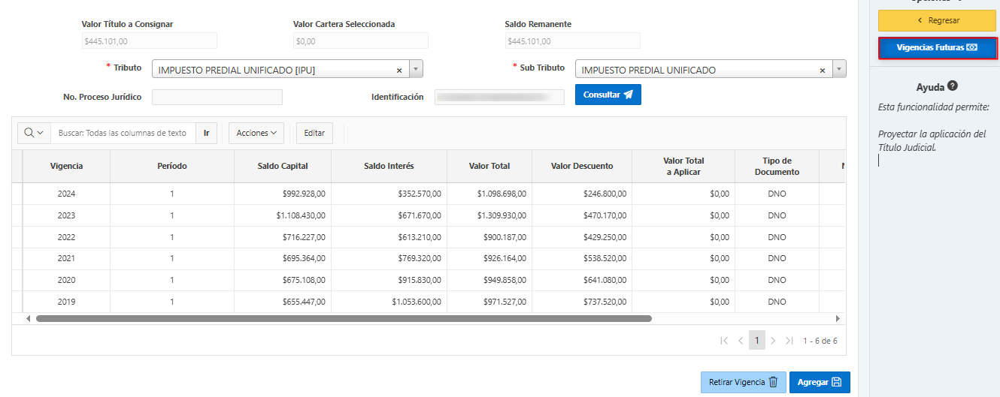 Valor Título a Consignar Valor Cartera Seleccionada Saldo Remanente
$445.101,00 $0,00 $445.101,00
* Tributo IMPUESTO PREDIAL UNIFICADO [IPU] × * Sub Tributo IMPUESTO PREDIAL UNIFICADO ×
No. Proceso Jurídico Identificación Consultar
Buscar: Todas las columnas de texto Ir Acciones Editar
Vigencia Período Saldo Capital Saldo Interés Valor Total Valor Descuento Valor Total a Aplicar Tipo de Documento
2024 1 $992.928,00 $352.570,00 $1.098.698,00 $246.800,00 $0,00 DNO
2023 1 $1.108.430,00 $671.670,00 $1.309.930,00 $470.170,00 $0,00 DNO
2022 1 $716.227,00 $613.210,00 $900.187,00 $429.250,00 $0,00 DNO
2021 1 $695.364,00 $769.320,00 $926.164,00 $538.520,00 $0,00 DNO
2020 1 $675.108,00 $915.830,00 $949.858,00 $641.080,00 $0,00 DNO
2019 1 $655.447,00 $1.053.600,00 $971.527,00 $737.520,00 $0,00 DNO
1 1 - 6 de 6
Retirar Vigencia Agregar
Regresar
Vigencias Futuras
Ayuda ?
Esta funcionalidad permite:
Proyectar la aplicación del
Título Judicial.